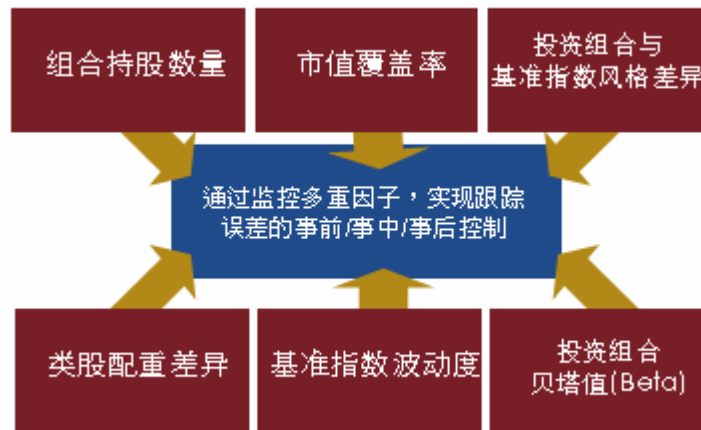 组合持股数量
市值覆盖率
投资组合与
基准指数风格差异
通过监控多重因子，实现跟踪
误差的事前/事中/事后控制
类股配重差异
基准指数波动度
投资组合
贝塔值(Beta)